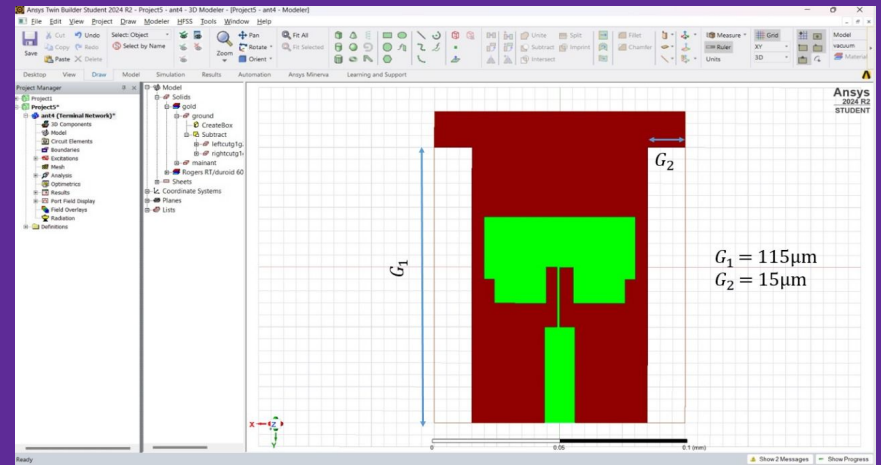 Ansys Twin Builder Student 2024 R2 - Project5 - ant4 - 3D Modeler - [Project5 - ant4 - Modeler]
File Edit View Project Draw Modeler HFSS Tools Window Help
Save
Cut Undo
Copy Redo
Paste Delete
Select: Object
Select by Name
Zoom
Pan
Rotate
Orient
Fit All
Fit Selected
Unite Split
Subtract Imprint
Intersect
Fillet
Chamfer
Measure
Ruler
Units
Grid
XY
3D
Model
vacuum
Material
Desktop View Draw Model Simulation Results Automation Ansys Minerva Learning and Support
Project Manager
Project1
Project5*
ant4 (Terminal Network)*
3D Components
Model
Circuit Elements
Boundaries
Excitations
Mesh
Analysis
Optimetrics
Results
Port Field Display
Field Overlays
Radiation
Definitions
Model
Solids
gold
ground
CreateBox
Subtract
leftcutg1g.
rightcutg1-
mainant
Rogers RT/duroid 60
Sheets
Coordinate Systems
Planes
Lists
Ansys
2024 R2
STUDENT
G₂
G₁
G₁ = 115μm
G₂ = 15μm
X Z
Y
0 0.05 0.1 (mm)
Ready
Show 2 Messages Show Progress